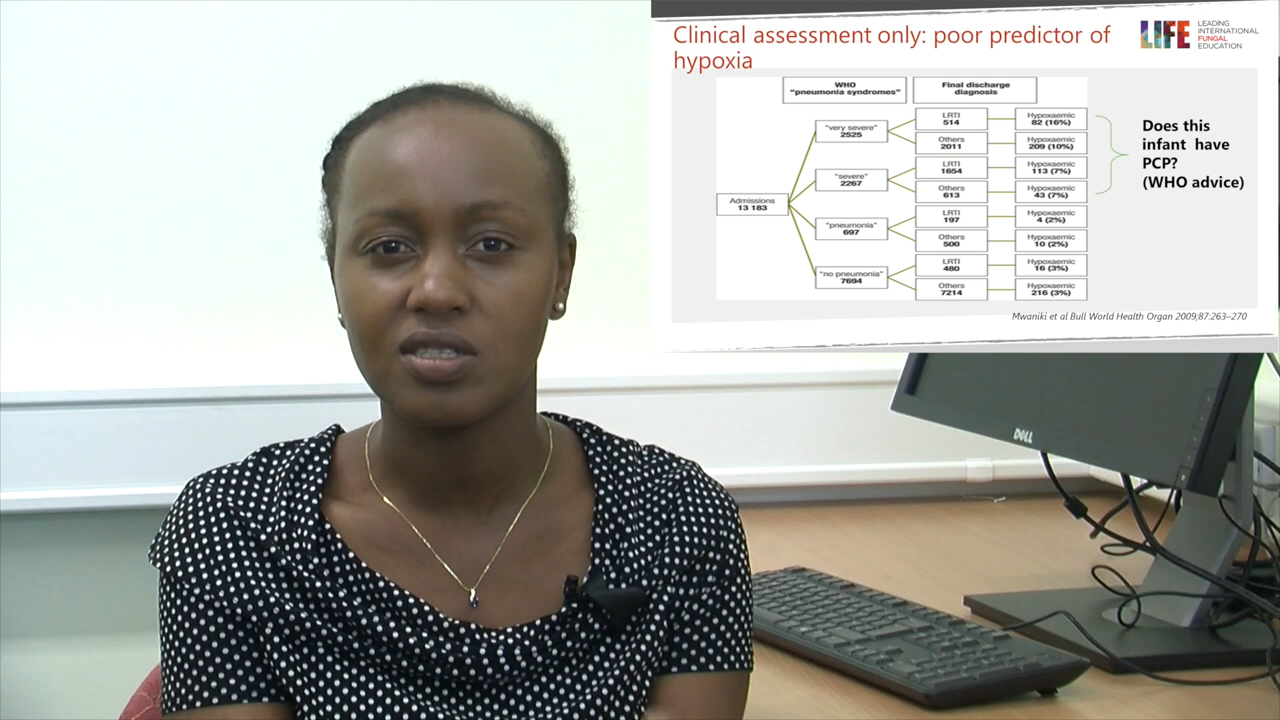 Clinical assessment only: poor predictor of
hypoxia
LIFE
LEADING
INTERNATIONAL
FUNGAL
EDUCATION
WHO
"pneumonia syndromes"
Final discharge
diagnosis
Admissions
13 183
"very severe"
2525
LRTI
514
Hypoxaemic
82 (16%)
Others
2011
Hypoxaemic
209 (10%)
"severe"
2267
LRTI
1654
Hypoxaemic
113 (7%)
Others
613
Hypoxaemic
43 (7%)
"pneumonia"
697
LRTI
197
Hypoxaemic
4 (2%)
Others
500
Hypoxaemic
10 (2%)
"no pneumonia"
7694
LRTI
480
Hypoxaemic
16 (3%)
Others
7214
Hypoxaemic
216 (3%)
Does this
infant have
PCP?
(WHO advice)
Mwaniki et al Bull World Health Organ 2009;87:263–270
DELL